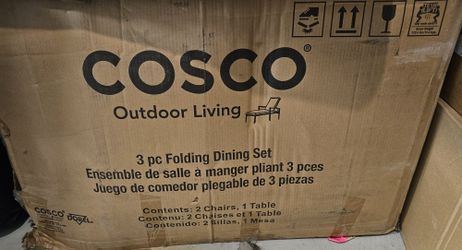 COSCO®
Outdoor Living
3 pc Folding Dining Set
Ensemble de salle à manger pliant 3 pces
Juego de comedor plegable de 3 piezas
Contents: 2 Chairs, 1 Table
Contenu: 2 Chaises et 1 Table
Contenido: 2 Sillas, 1 Mesa
COSCO DOREL